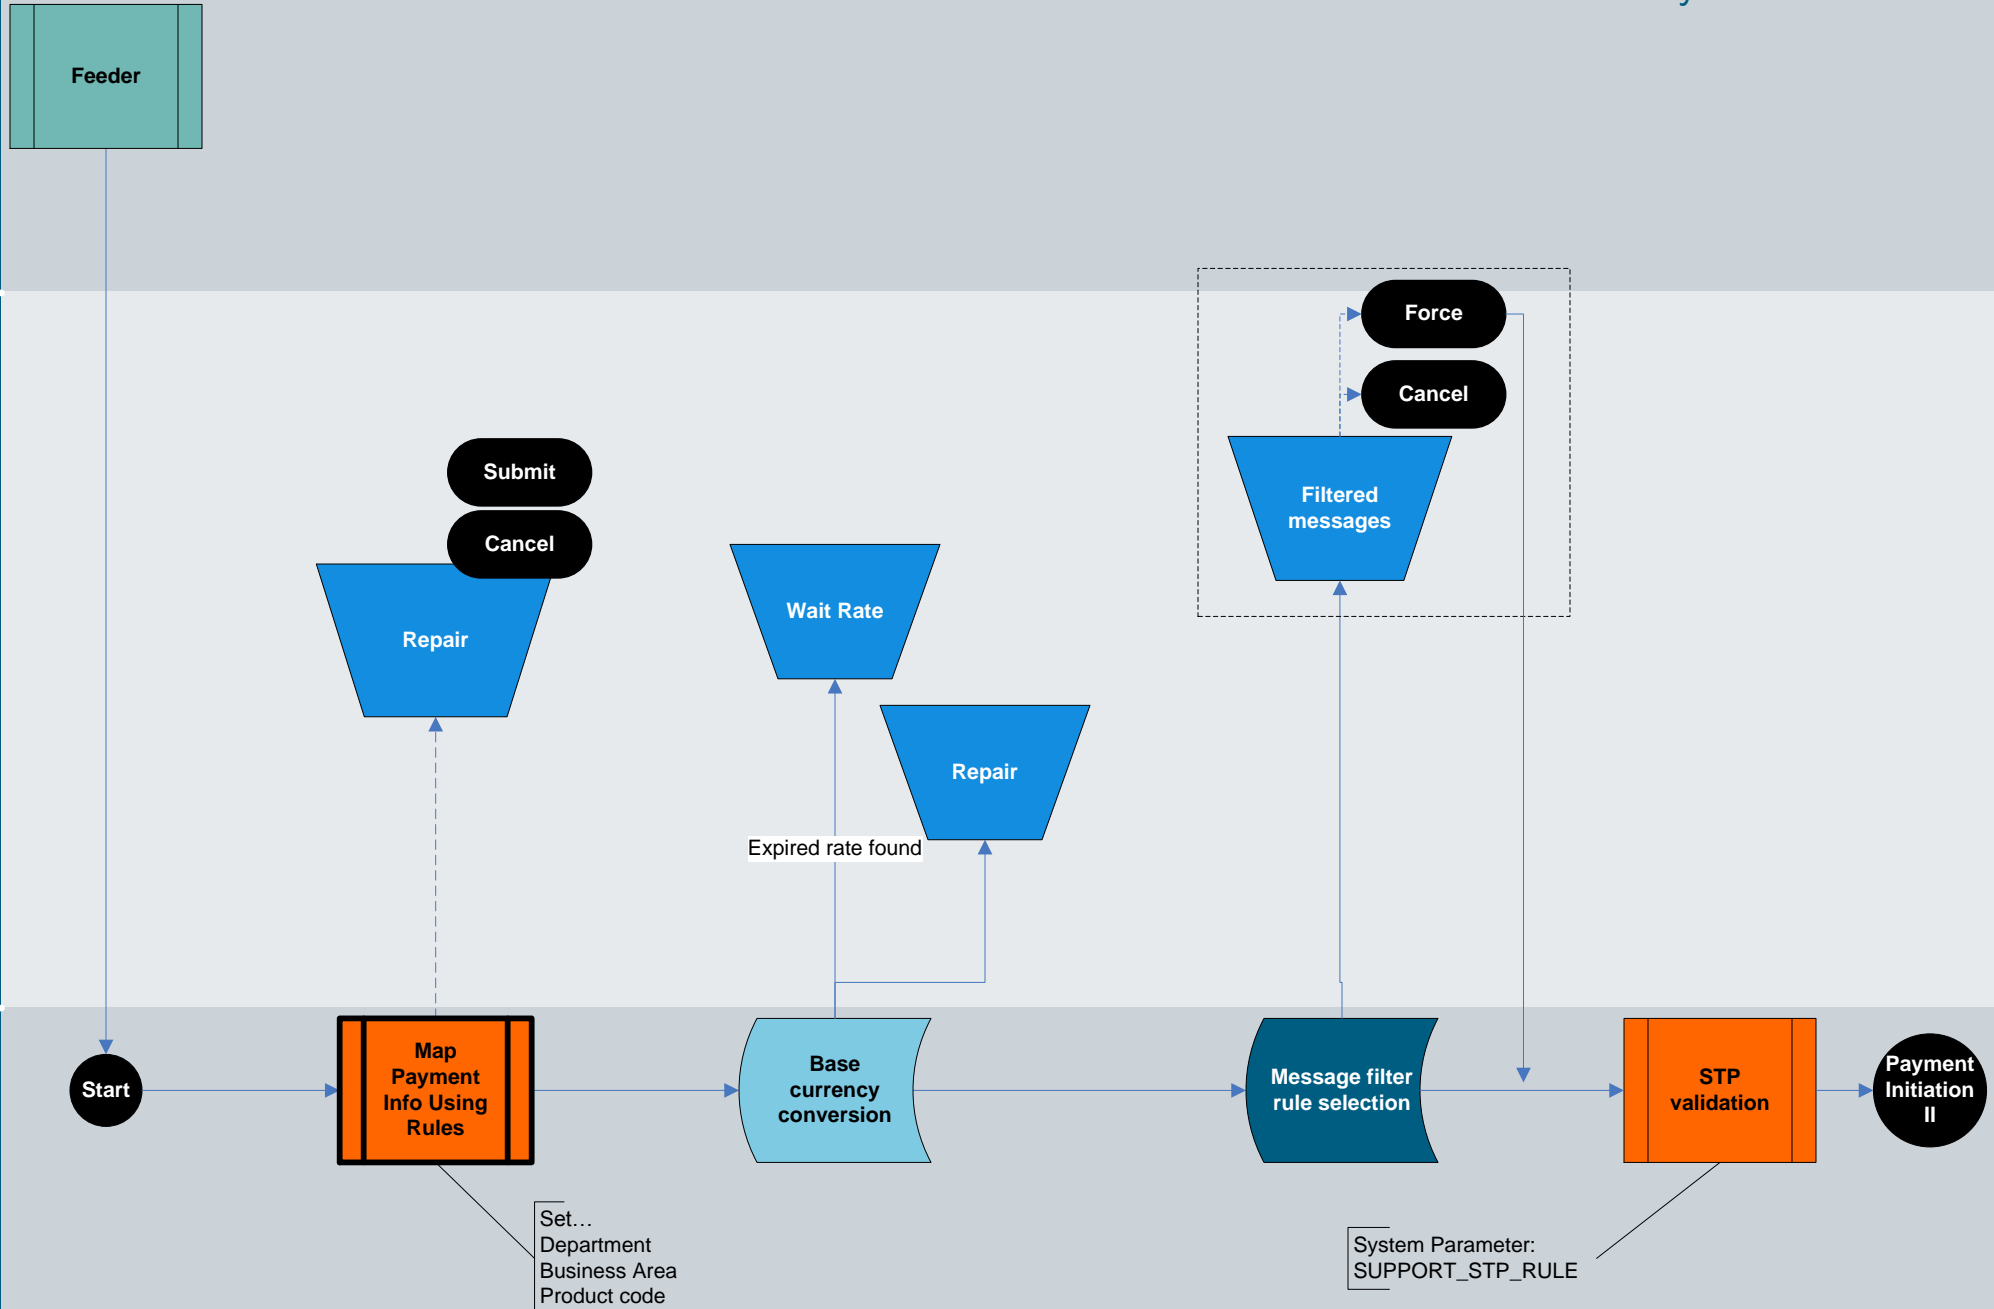 Feeder
Force
Cancel
Submit
Cancel
Filtered
messages
Wait Rate
Repair
Repair
Expired rate found
Start
Map
Payment
Info Using
Rules
Base
currency
conversion
Message filter
rule selection
STP
validation
Payment
Initiation
II
Set...
Department
Business Area
Product code
System Parameter:
SUPPORT_STP_RULE